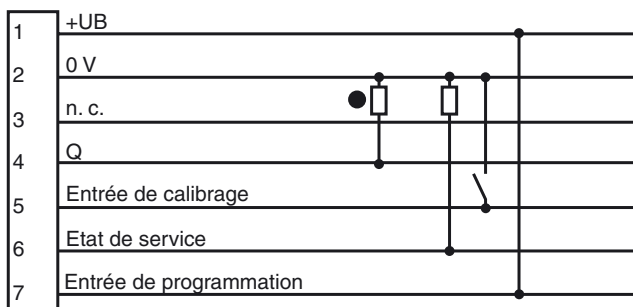 1 +UB
2 0 V
3 n. c.
4 Q
5 Entrée de calibrage
6 Etat de service
7 Entrée de programmation